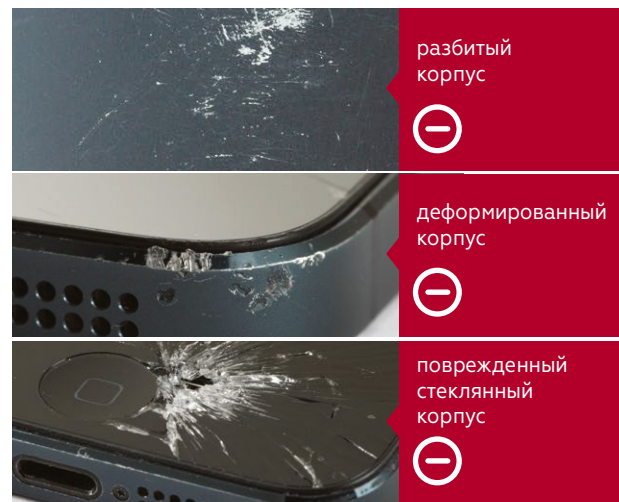 разбитый
корпус
деформированный
корпус
поврежденный
стеклянный
корпус